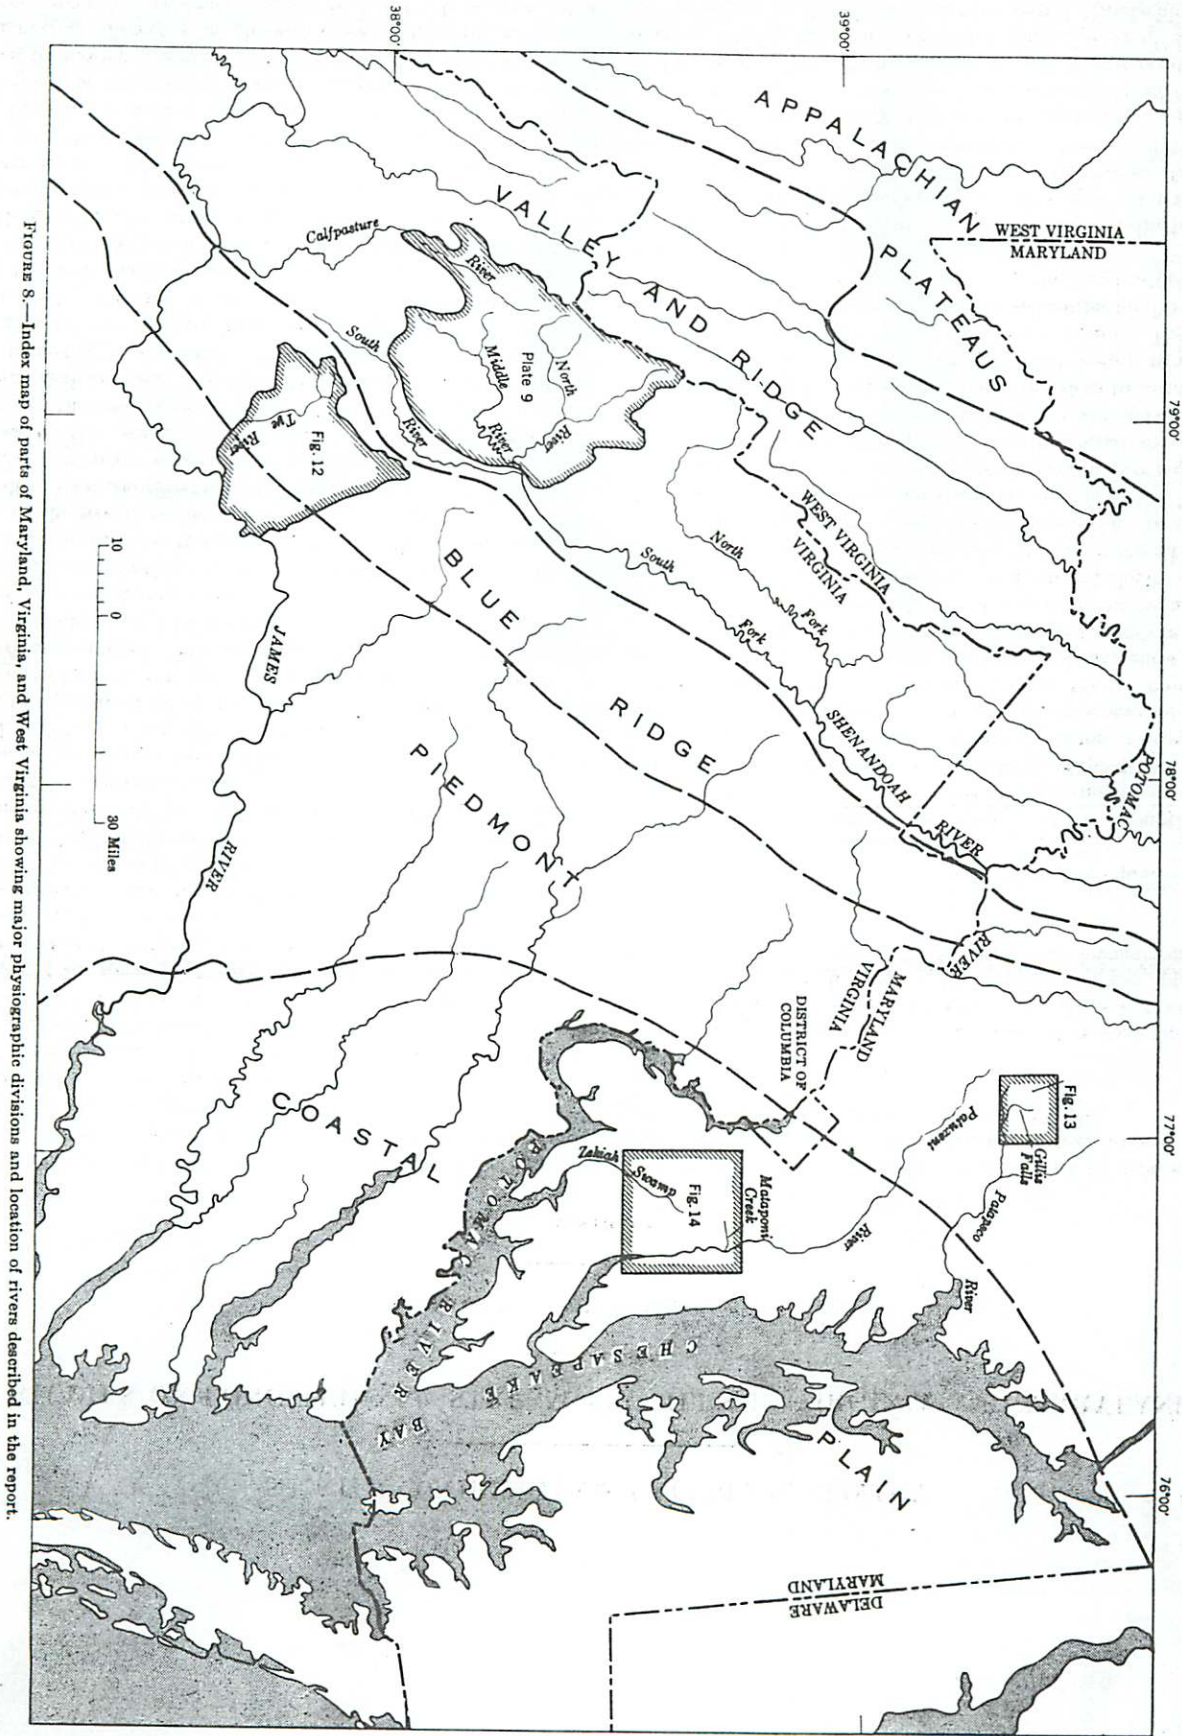 79°00'
78°00'
77°00'
76°00'
39°00'
38°00'
APPALACHIAN
PLATEAUS
WEST VIRGINIA
MARYLAND
VALLEY AND RIDGE
WEST VIRGINIA
VIRGINIA
POTOMAC
RIVER
SHENANDOAH
RIVER
North
Fork
South
Fork
Calfpasture
River
Plate 9
North
River
Middle
River
South
River
Fig. 12
Tye
River
BLUE
RIDGE
PIEDMONT
JAMES
RIVER
MARYLAND
VIRGINIA
DISTRICT OF
COLUMBIA
Fig. 13
Gillis
Falls
Patapsco
River
Patuxent
River
Mataponi
Creek
Fig. 14
Zekiah
Swamp
POTOMAC RIVER
CHESAPEAKE
BAY
COASTAL
PLAIN
MARYLAND
DELAWARE
10 0 30 Miles
FIGURE 8.—Index map of parts of Maryland, Virginia, and West Virginia showing major physiographic divisions and location of rivers described in the report.